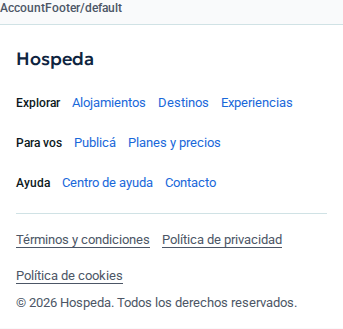 AccountFooter/default
Hospeda
Explorar Alojamientos Destinos Experiencias
Para vos Publicá Planes y precios
Ayuda Centro de ayuda Contacto
Términos y condiciones Política de privacidad
Política de cookies
© 2026 Hospeda. Todos los derechos reservados.